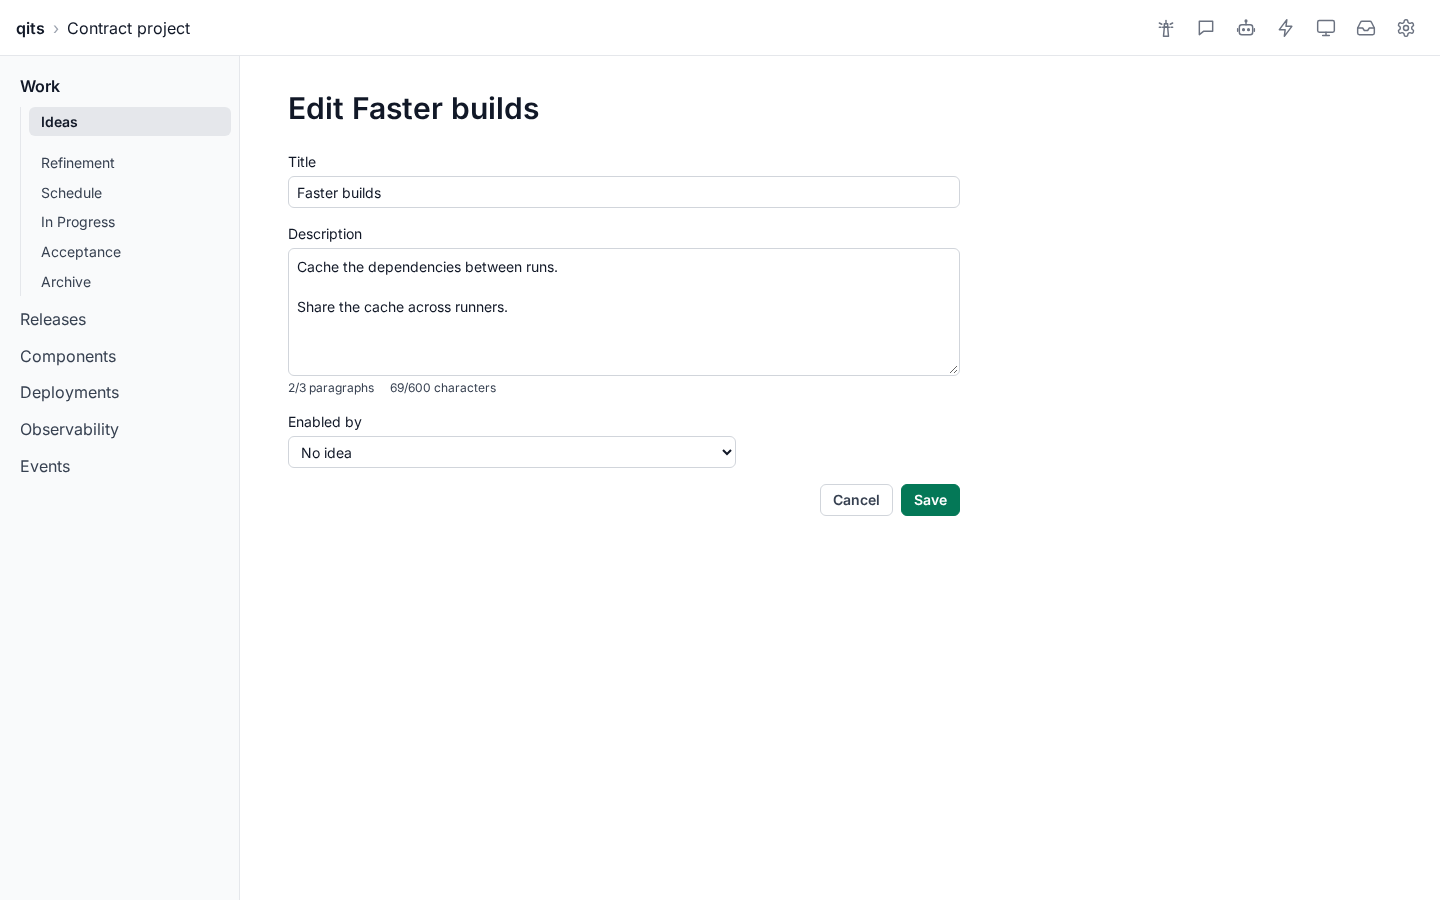 qits › Contract project
Work
Ideas
Refinement
Schedule
In Progress
Acceptance
Archive
Releases
Components
Deployments
Observability
Events
Edit Faster builds
Title
Faster builds
Description
Cache the dependencies between runs.
Share the cache across runners.
2/3 paragraphs 69/600 characters
Enabled by
No idea
Cancel Save